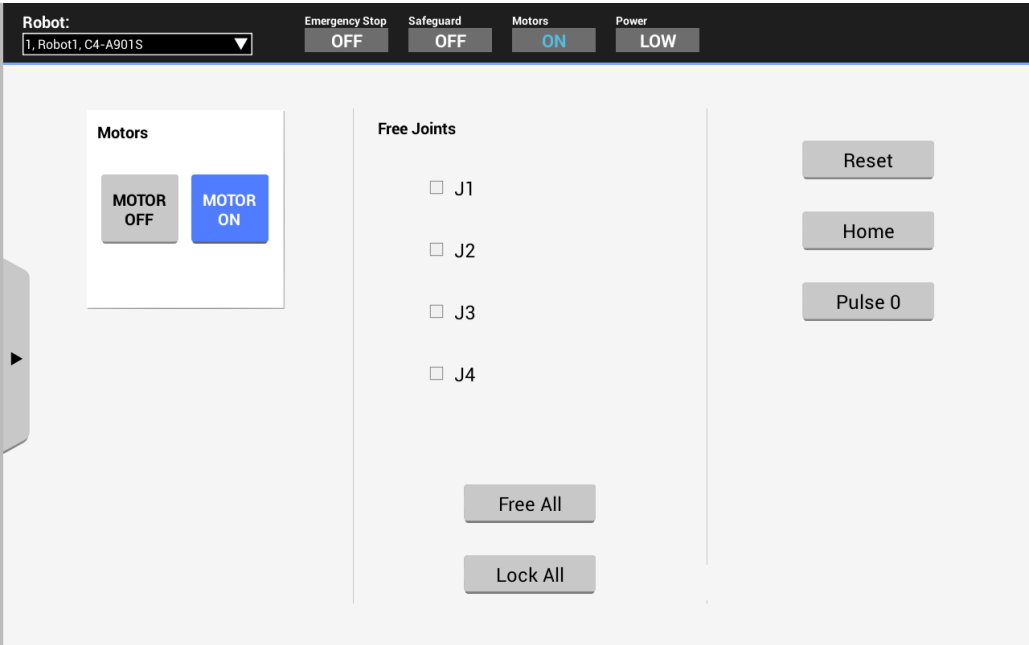 Robot:
1, Robot1, C4-A901S
Emergency Stop
OFF
Safeguard
OFF
Motors
ON
Power
LOW
Motors
MOTOR
OFF
MOTOR
ON
Free Joints
J1
J2
J3
J4
Free All
Lock All
Reset
Home
Pulse 0